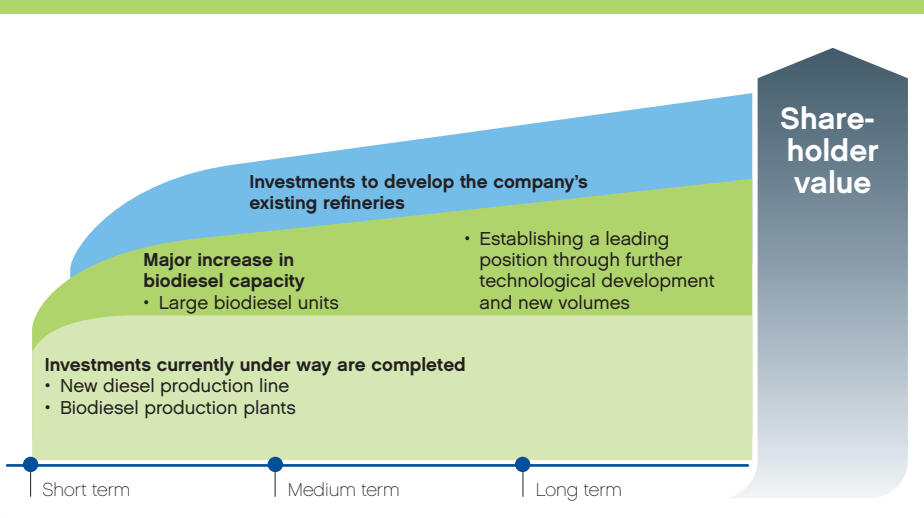 Share-
holder
value
Investments to develop the company’s
existing refineries
Major increase in
biodiesel capacity
• Large biodiesel units
• Establishing a leading
position through further
technological development
and new volumes
Investments currently under way are completed
• New diesel production line
• Biodiesel production plants
Short term
Medium term
Long term